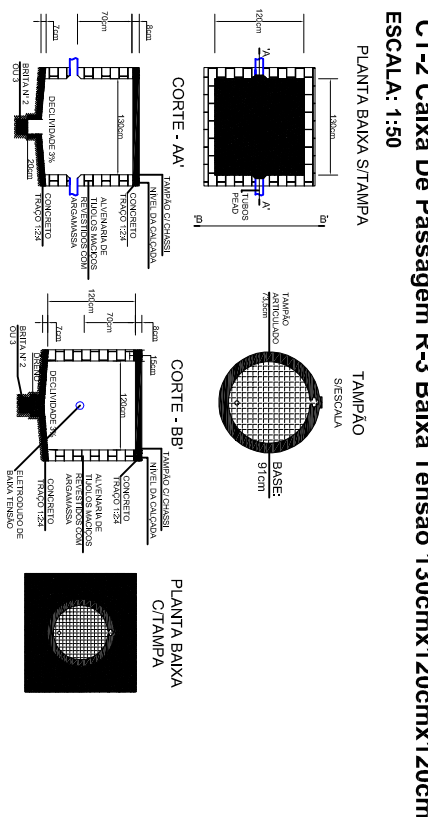 CT-2 Caixa De Passagem R-3 Baixa Tensão 130cmx120cmx120cm
ESCALA: 1:50
PLANTA BAIXA S/TAMPA
120cm
130cm
'A'
A'
TUBOS
PEAD
'B
B'
TAMPÃO
S/ESCALA
TAMPÃO
ARTICULADO
73,5cm
BASE:
91cm
CORTE - AA'
7cm
70cm
8cm
130cm
DECLIVIDADE 3%
BRITA N° 2
OU 3
20cm
TAMPÃO C/ CHASSI
NÍVEL DA CALÇADA
CONCRETO
TRAÇO 1:2:4
ALVENARIA DE
TIJOLOS MACIÇOS
REVESTIDOS COM
ARGAMASSA
CONCRETO
TRAÇO 1:2:4
CORTE - BB'
120cm
7cm
70cm
8cm
15cm
120cm
DECLIVIDADE 3%
DRENO
BRITA N° 2
OU 3
TAMPÃO C/ CHASSI
NÍVEL DA CALÇADA
CONCRETO
TRAÇO 1:2:4
ALVENARIA DE
TIJOLOS MACIÇOS
REVESTIDOS COM
ARGAMASSA
CONCRETO
TRAÇO 1:2:4
ELETRODUDO DE
BAIXA TENSÃO
PLANTA BAIXA
C/TAMPA